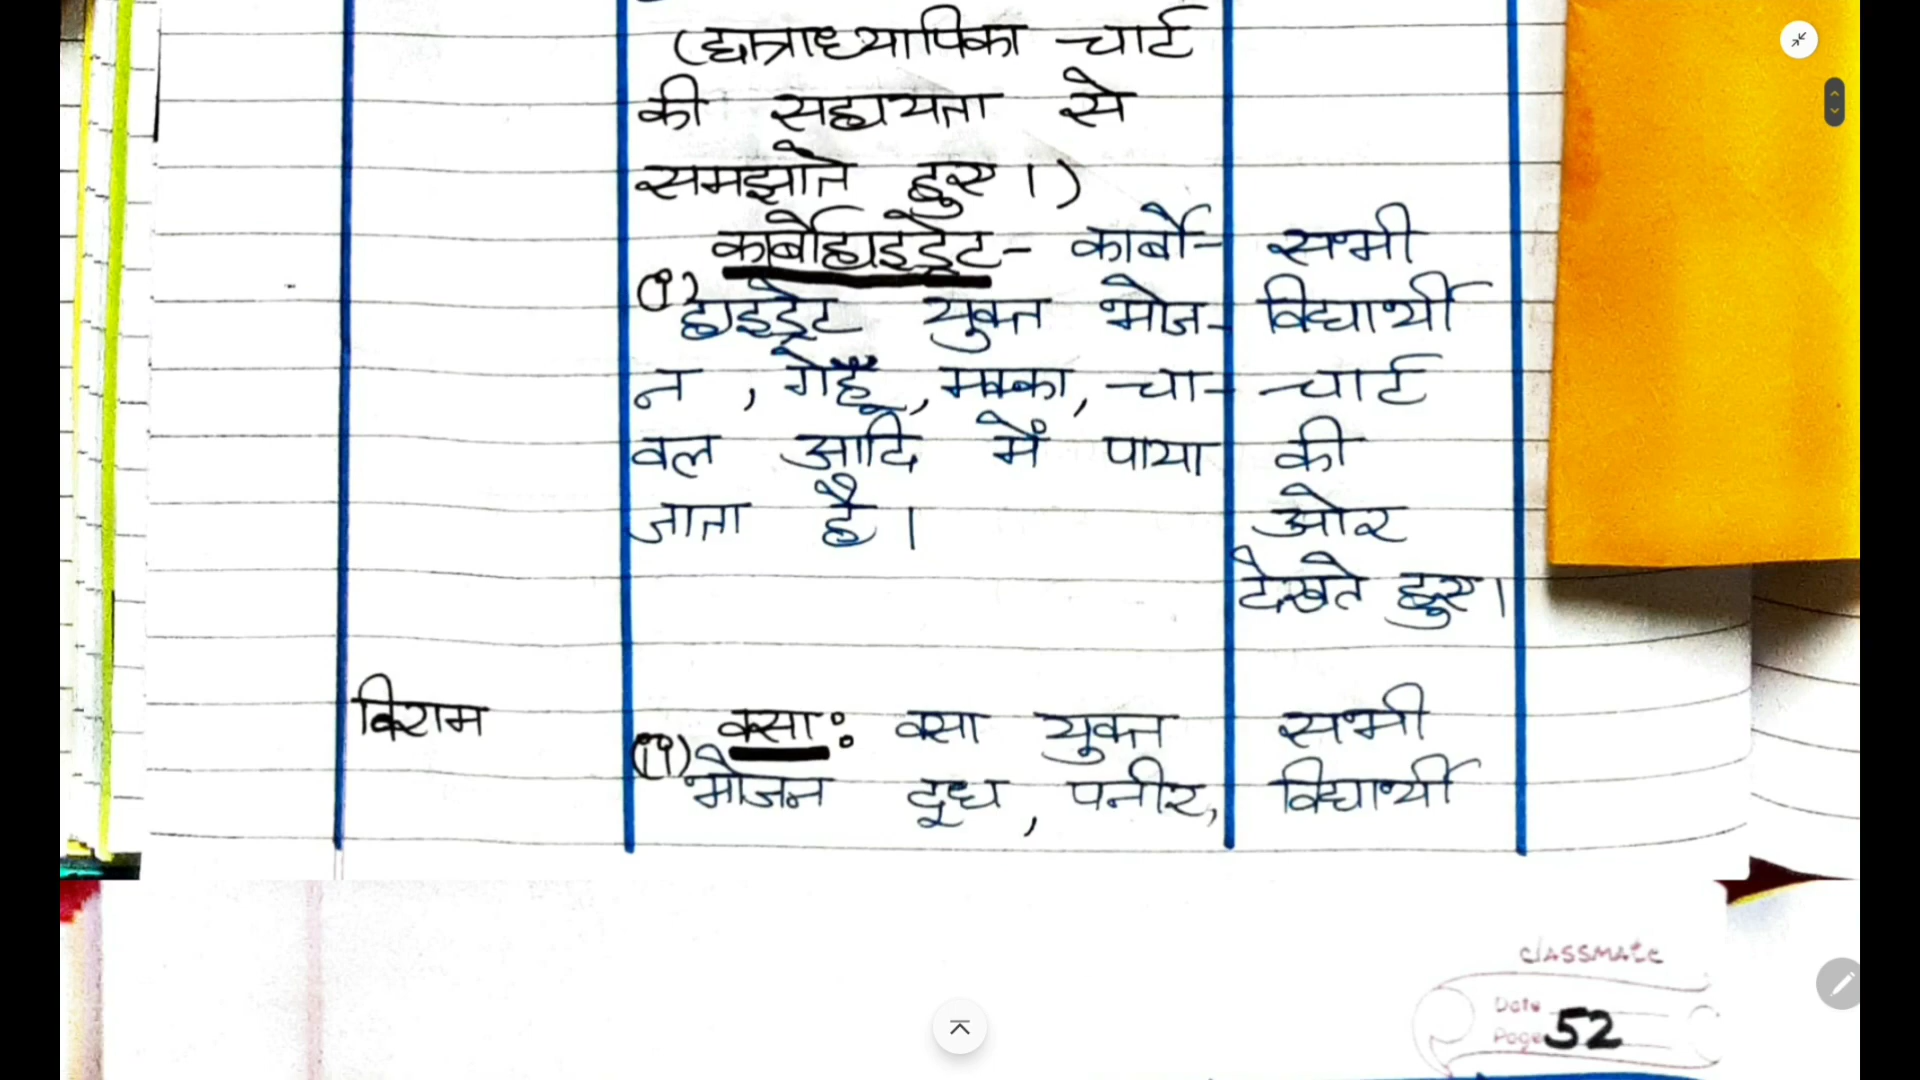 (छात्राध्यापिका चार्ट
की सहायता से
समझाते हुए।)
कार्बोहाइड्रेट- कार्बो-
(i) हाइड्रेट युक्त भोज-
न, गेहूँ, मक्का, चा-
वल आदि में पाया
जाता है।
सभी
विद्यार्थी
चार्ट
की
ओर
देखते हुए।
विराम
वसा: वसा युक्त
(ii) भोजन दूध, पनीर,
सभी
विद्यार्थी
classmate
Date
Page 52